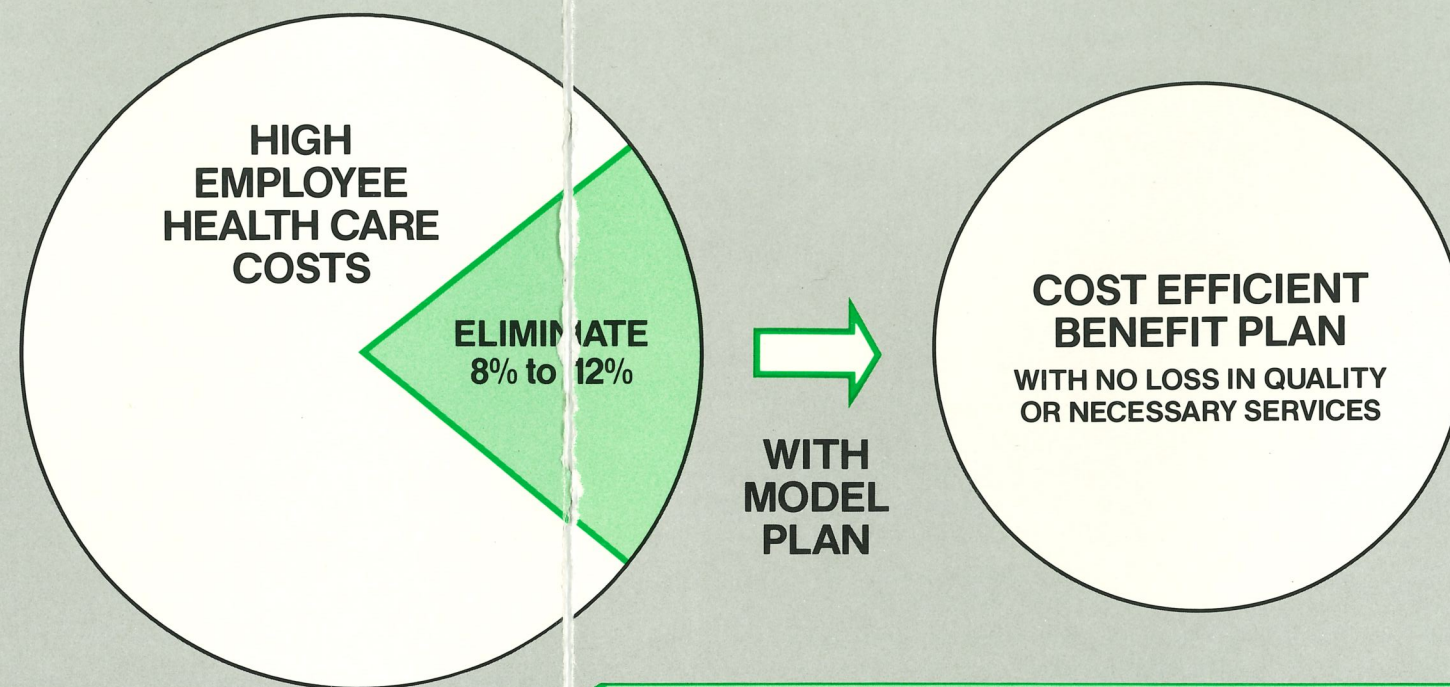 HIGH
EMPLOYEE
HEALTH CARE
COSTS
ELIMINATE
8% to 12%
WITH
MODEL
PLAN
COST EFFICIENT
BENEFIT PLAN
WITH NO LOSS IN QUALITY
OR NECESSARY SERVICES